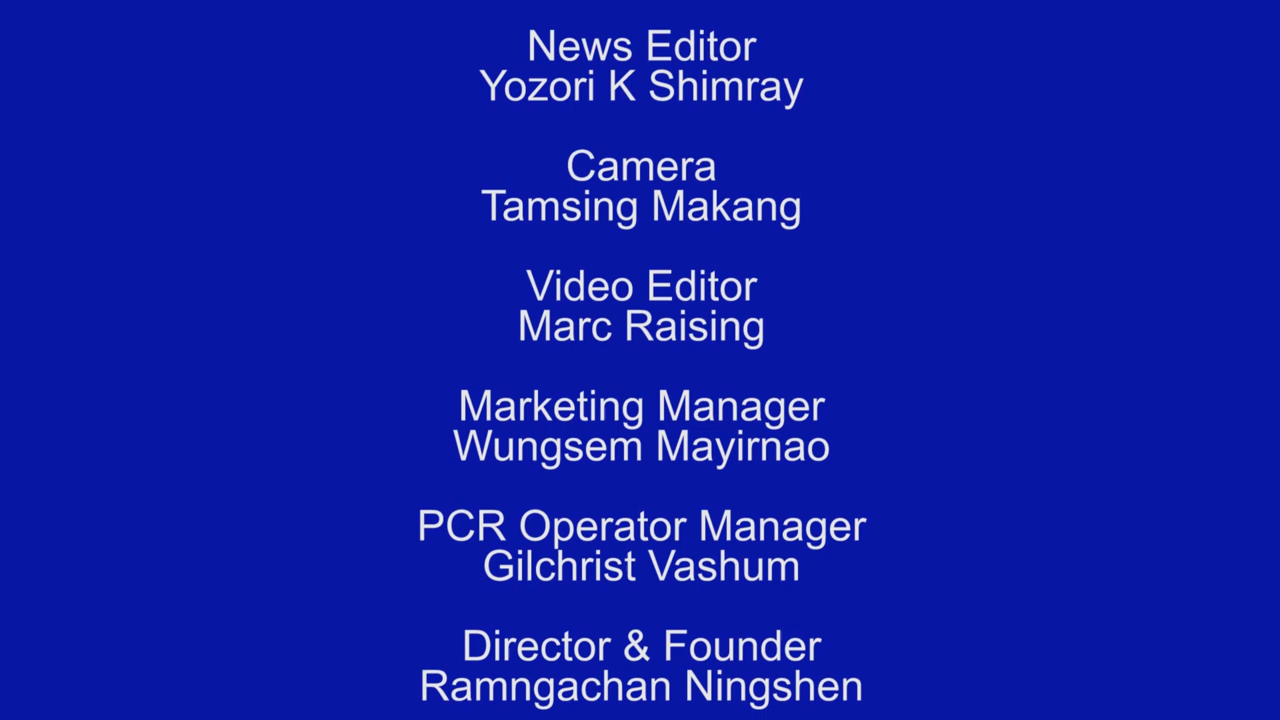 News Editor
Yozori K Shimray
Camera
Tamsing Makang
Video Editor
Marc Raising
Marketing Manager
Wungsem Mayirnao
PCR Operator Manager
Gilchrist Vashum
Director & Founder
Ramngachan Ningshen